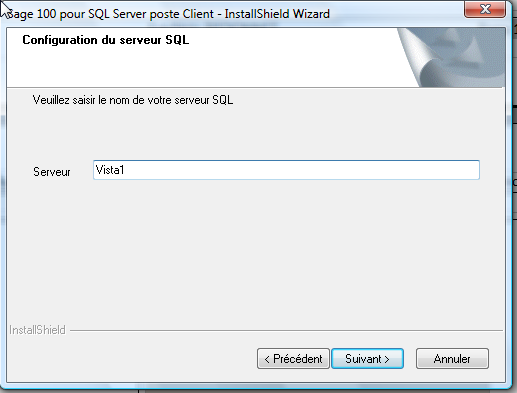 Sage 100 pour SQL Server poste Client - InstallShield Wizard
Configuration du serveur SQL
Veuillez saisir le nom de votre serveur SQL
Serveur
Vista1
InstallShield
< Précédent
Suivant >
Annuler